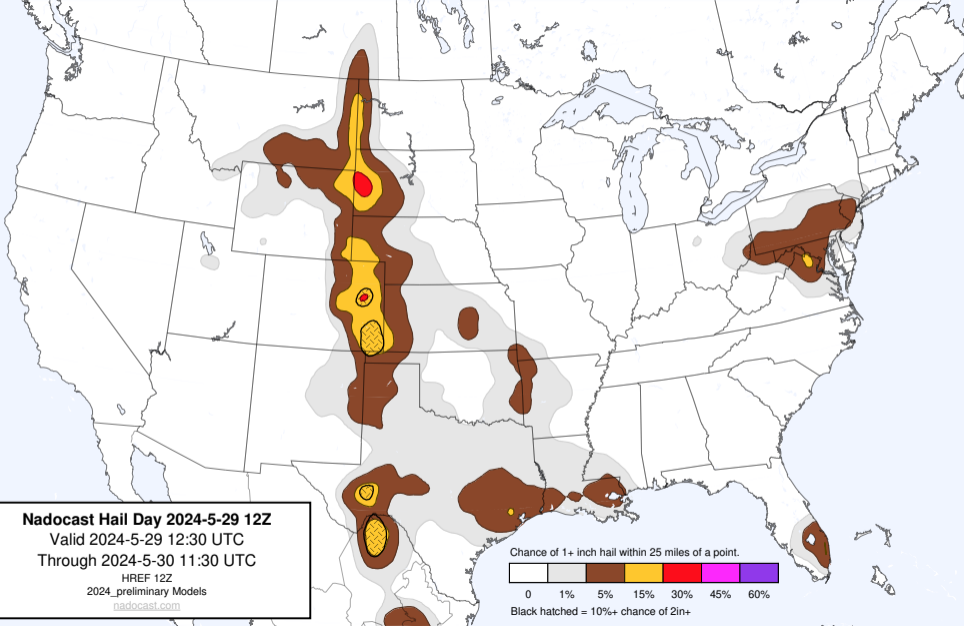 Nadocast Hail Day 2024-5-29 12Z
Valid 2024-5-29 12:30 UTC
Through 2024-5-30 11:30 UTC
HREF 12Z
2024_preliminary Models
nadocast.com
Chance of 1+ inch hail within 25 miles of a point.
0 1% 5% 15% 30% 45% 60%
Black hatched = 10%+ chance of 2in+